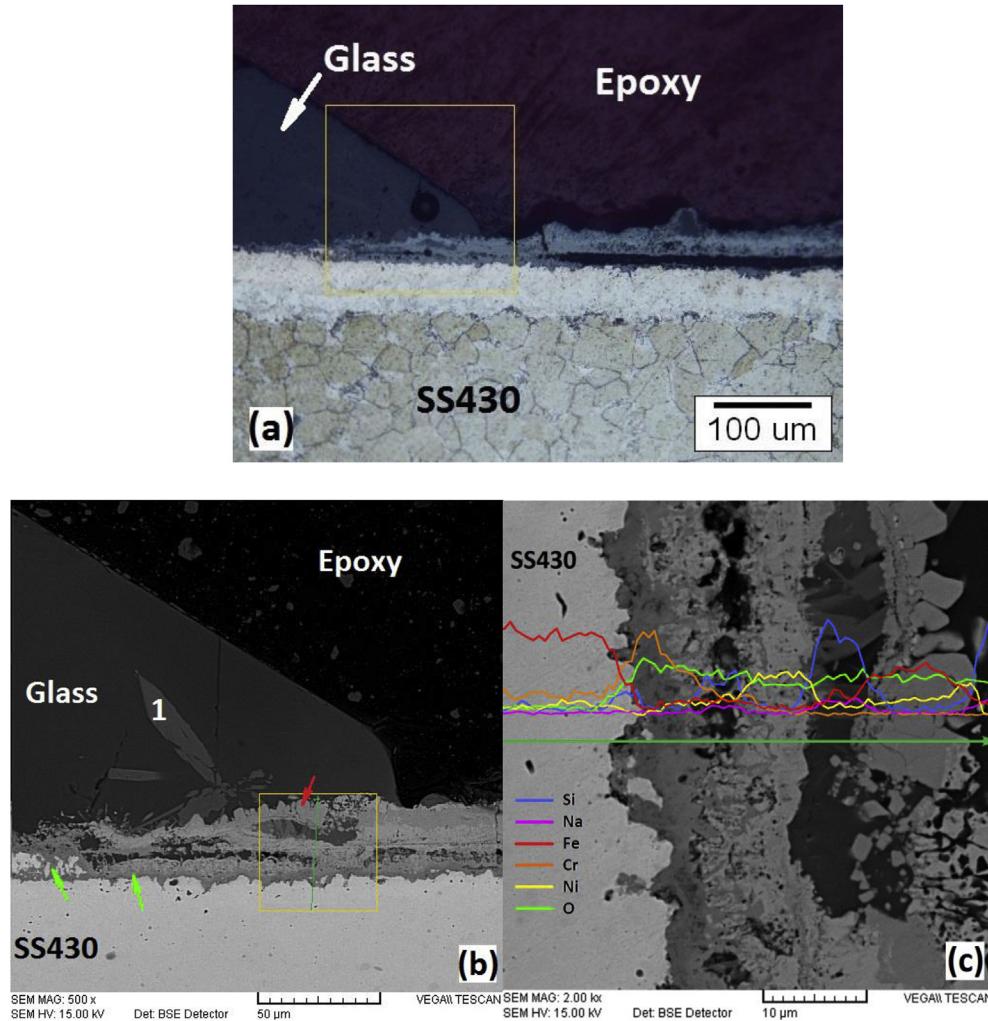 Glass
Epoxy
SS430
(a)
100 um
Epoxy
Glass
1
SS430
(b)
SEM MAG: 500 x
SEM HV: 15.00 kV Det: BSE Detector 50 µm VEGA\\ TESCAN
SS430
Si
Na
Fe
Cr
Ni
O
(c)
SEM MAG: 2.00 kx
SEM HV: 15.00 kV Det: BSE Detector 10 µm VEGA\\ TESCAN